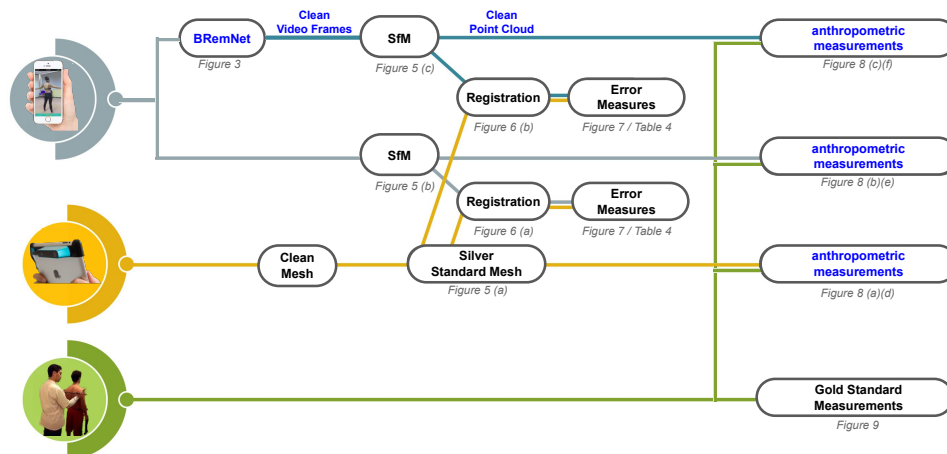 BRemNet
Figure 3
Clean
Video Frames
SfM
Figure 5 (c)
Clean
Point Cloud
anthropometric
measurements
Figure 8 (c)(f)
Registration
Figure 6 (b)
Error
Measures
Figure 7 / Table 4
SfM
Figure 5 (b)
anthropometric
measurements
Figure 8 (b)(e)
Registration
Figure 6 (a)
Error
Measures
Figure 7 / Table 4
Clean
Mesh
Silver
Standard Mesh
Figure 5 (a)
anthropometric
measurements
Figure 8 (a)(d)
Gold Standard
Measurements
Figure 9